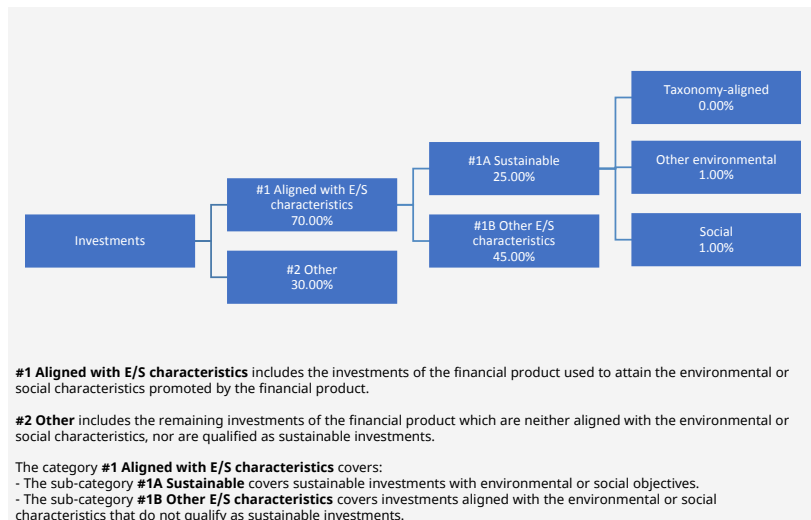 Investments
#1 Aligned with E/S
characteristics
70.00%
#2 Other
30.00%
#1A Sustainable
25.00%
#1B Other E/S
characteristics
45.00%
Taxonomy-aligned
0.00%
Other environmental
1.00%
Social
1.00%
#1 Aligned with E/S characteristics includes the investments of the financial product used to attain the environmental or
social characteristics promoted by the financial product.
#2 Other includes the remaining investments of the financial product which are neither aligned with the environmental or
social characteristics, nor are qualified as sustainable investments.
The category #1 Aligned with E/S characteristics covers:
- The sub-category #1A Sustainable covers sustainable investments with environmental or social objectives.
- The sub-category #1B Other E/S characteristics covers investments aligned with the environmental or social
characteristics that do not qualify as sustainable investments.